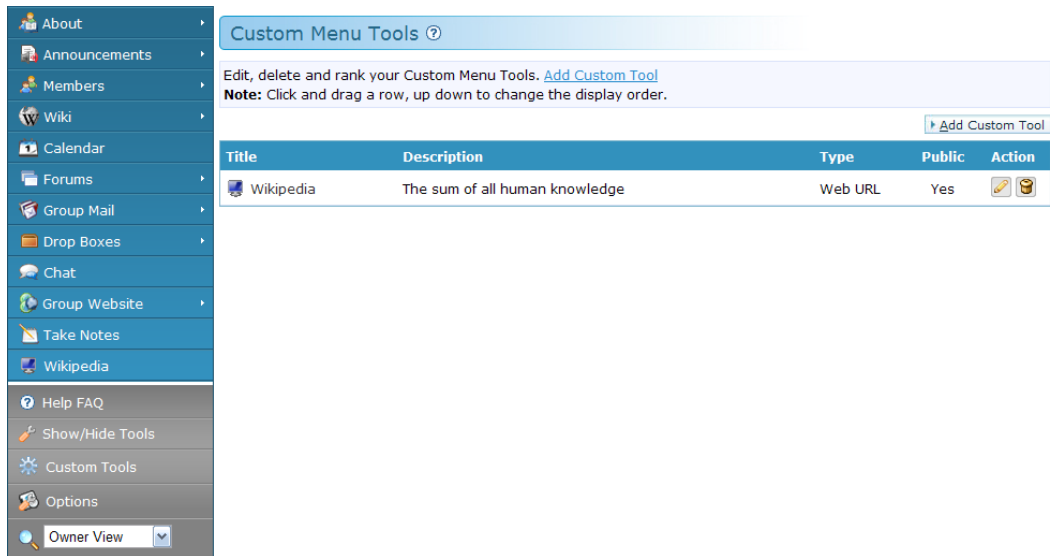 About
Announcements
Members
Wiki
Calendar
Forums
Group Mail
Drop Boxes
Chat
Group Website
Take Notes
Wikipedia
Help FAQ
Show/Hide Tools
Custom Tools
Options
Owner View
Custom Menu Tools ?
Edit, delete and rank your Custom Menu Tools. Add Custom Tool
Note: Click and drag a row, up down to change the display order.
Add Custom Tool
Title Description Type Public Action
Wikipedia The sum of all human knowledge Web URL Yes